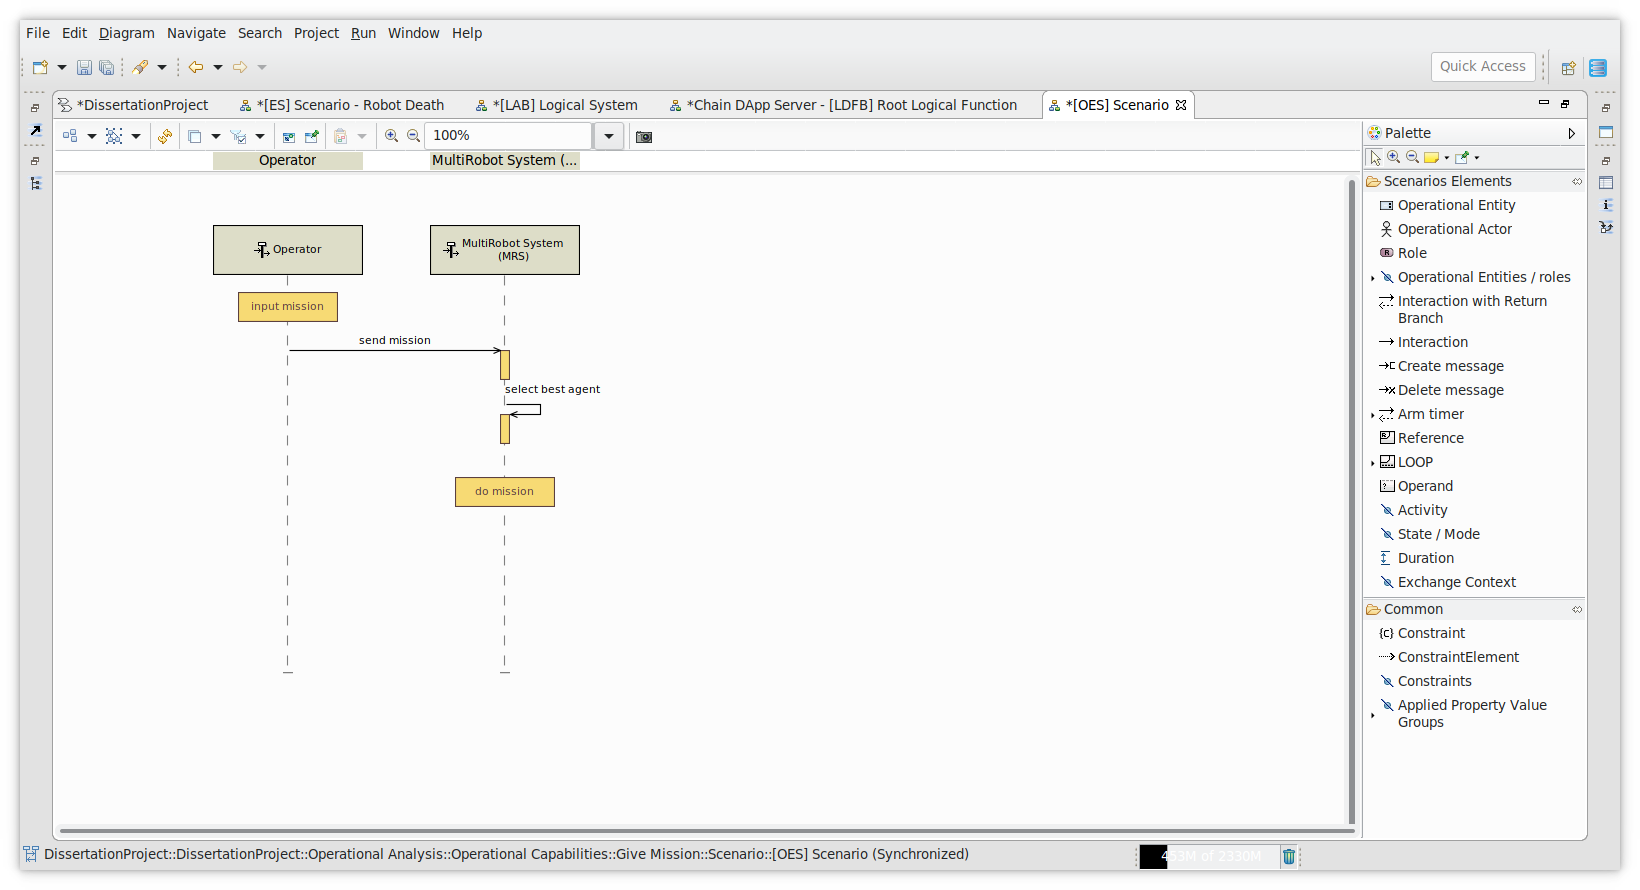 File Edit Diagram Navigate Search Project Run Window Help
Quick Access
*DissertationProject *[ES] Scenario - Robot Death *[LAB] Logical System *Chain DApp Server - [LDFB] Root Logical Function *[OES] Scenario
100%
Operator MultiRobot System (...
Operator
MultiRobot System
(MRS)
input mission
send mission
select best agent
do mission
Palette
Scenarios Elements
Operational Entity
Operational Actor
R Role
Operational Entities / roles
Interaction with Return
Branch
Interaction
Create message
Delete message
Arm timer
Reference
LOOP
Operand
Activity
State / Mode
Duration
Exchange Context
Common
{c} Constraint
ConstraintElement
Constraints
Applied Property Value
Groups
DissertationProject::DissertationProject::Operational Analysis::Operational Capabilities::Give Mission::Scenario::[OES] Scenario (Synchronized)
of 2330M